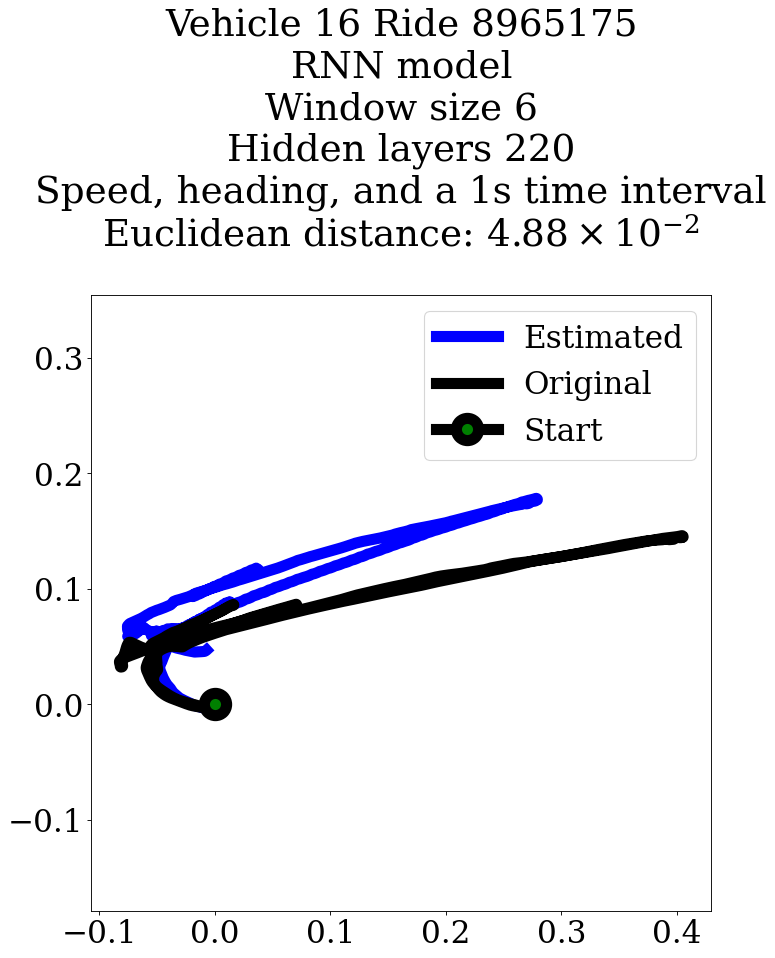 Vehicle 16 Ride 8965175
RNN model
Window size 6
Hidden layers 220
Speed, heading, and a 1s time interval
Euclidean distance: 4.88 × 10⁻²
Estimated
Original
Start
0.3
0.2
0.1
0.0
−0.1
−0.1 0.0 0.1 0.2 0.3 0.4